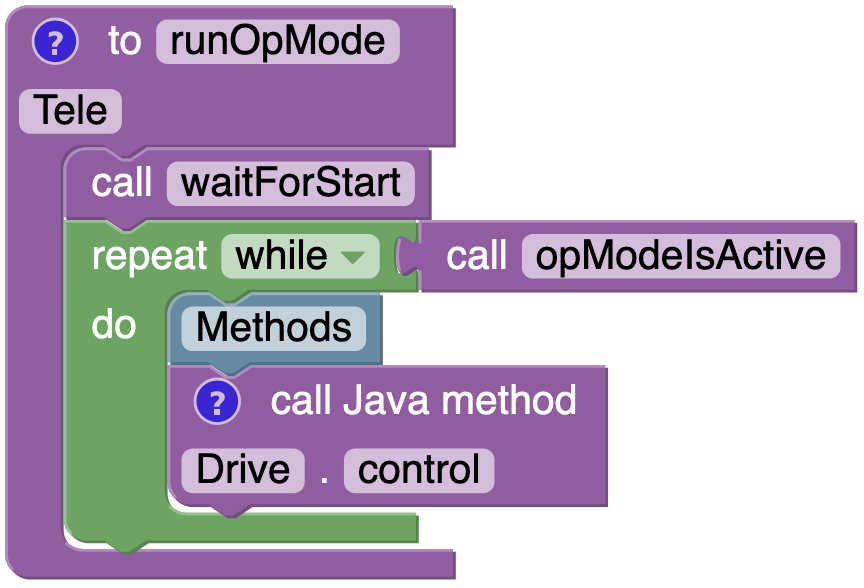 ? to runOpMode
Tele
call waitForStart
repeat while call opModeIsActive
do Methods
? call Java method
Drive . control